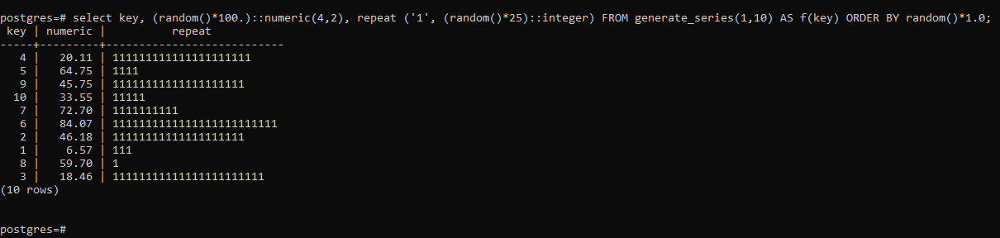 postgres=# select key, (random()*100.)::numeric(4,2), repeat ('1', (random()*25)::integer) FROM generate_series(1,10) AS f(key) ORDER BY random()*1.0;
 key | numeric |          repeat
-----+---------+---------------------------
   4 |   20.11 | 111111111111111111111
   5 |   64.75 | 1111
   9 |   45.75 | 11111111111111111111
  10 |   33.55 | 11111
   7 |   72.70 | 1111111111
   6 |   84.07 | 1111111111111111111111111
   2 |   46.18 | 11111111111111111111
   1 |    6.57 | 111
   8 |   59.70 | 1
   3 |   18.46 | 11111111111111111111111
(10 rows)
postgres=#